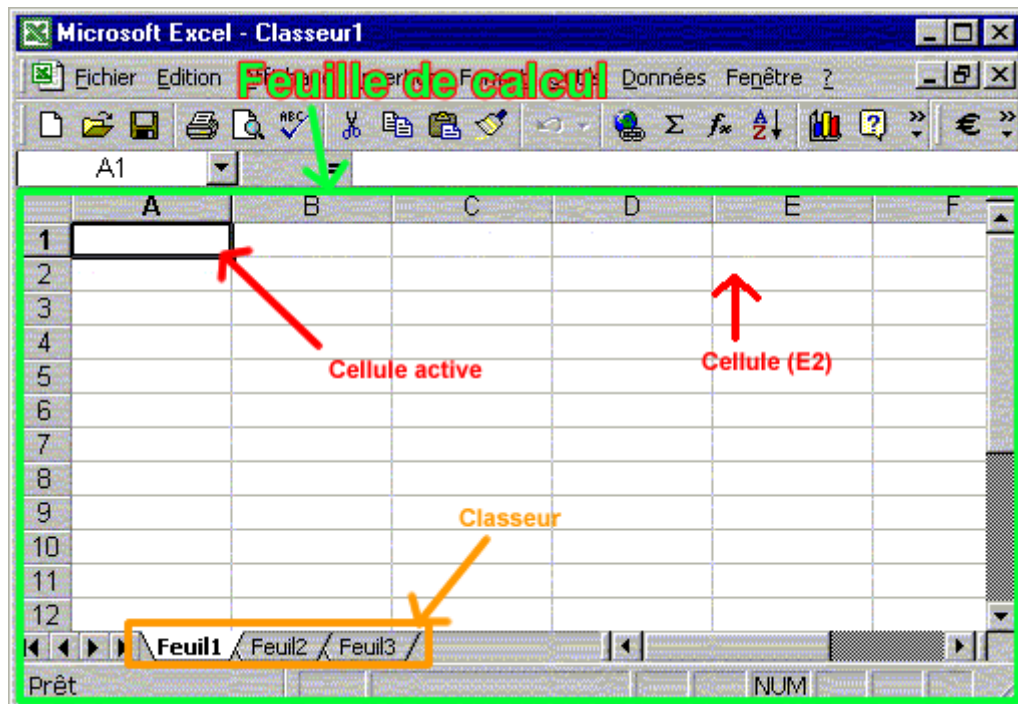 Microsoft Excel - Classeur1
Fichier Edition Données Fenêtre ?
Feuille de calcul
A1 =
A B C D E F
1
2
3
4
Cellule active
Cellule (E2)
5
6
7
8
9
Classeur
10
11
12
Feuil1 Feuil2 Feuil3
Prêt NUM